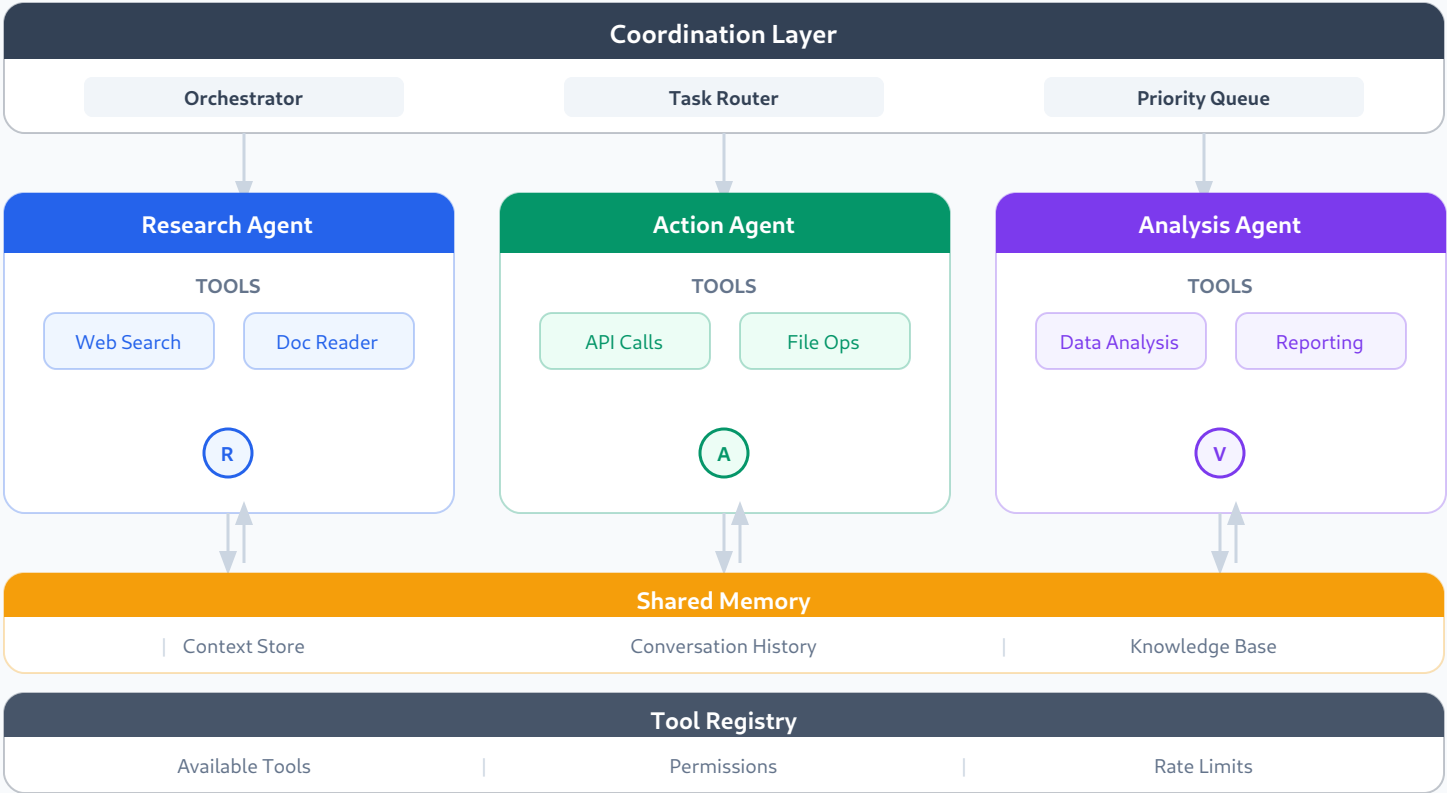 Coordination Layer
Orchestrator
Task Router
Priority Queue
Research Agent
Action Agent
Analysis Agent
TOOLS
TOOLS
TOOLS
Web Search
Doc Reader
API Calls
File Ops
Data Analysis
Reporting
R
A
V
Shared Memory
| Context Store
Conversation History
| Knowledge Base
Tool Registry
Available Tools | Permissions | Rate Limits